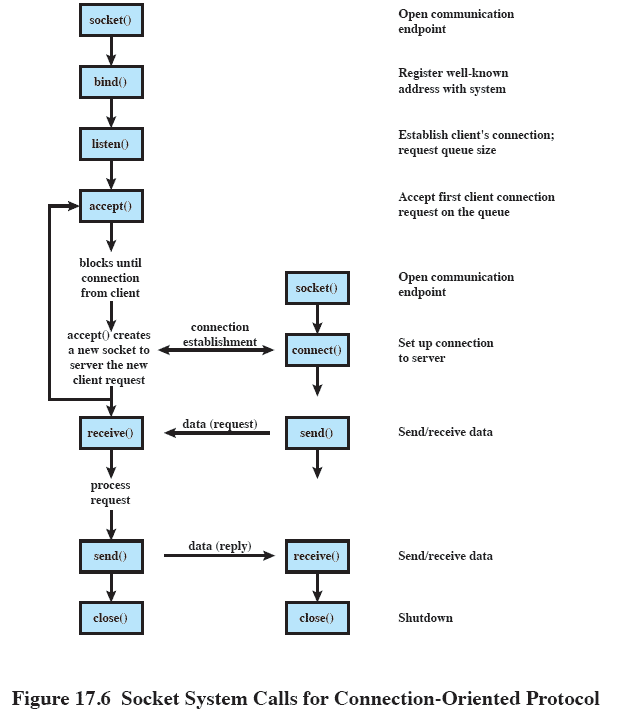 socket()
Open communication
endpoint
bind()
Register well-known
address with system
listen()
Establish client's connection;
request queue size
accept()
Accept first client connection
request on the queue
blocks until
connection
from client
socket()
Open communication
endpoint
accept() creates
a new socket to
server the new
client request
connection
establishment
connect()
Set up connection
to server
receive()
data (request)
send()
Send/receive data
process
request
send()
data (reply)
receive()
Send/receive data
close()
close()
Shutdown
Figure 17.6 Socket System Calls for Connection-Oriented Protocol